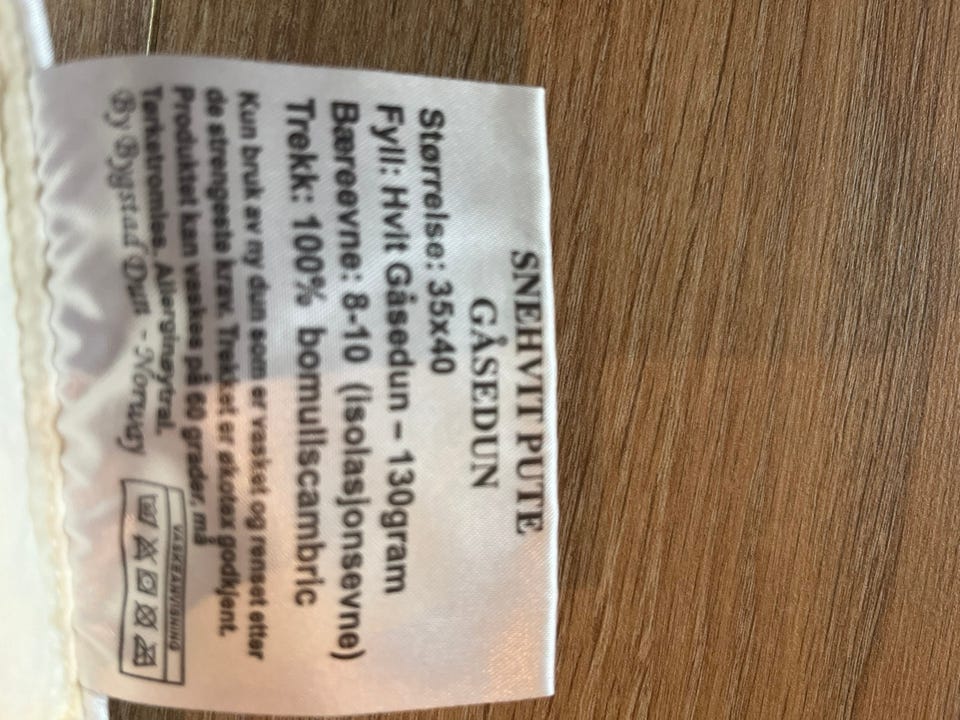 SNEHVIT PUTE
GÅSEDUN
Størrelse: 35x40
Fyll: Hvit Gåsedun – 130gram
Bæreevne: 8-10 (isolasjonsevne)
Trekk: 100% bomullscambric
Kun bruk av ny dun som er vasket og renset etter
de strengeste krav. Trekket er økotex godkjent.
Produktet kan vaskes på 60 grader, må
Tørketromles. Allerginøytral.
By Bygstad Dun - Norway
VASKEANVISNING